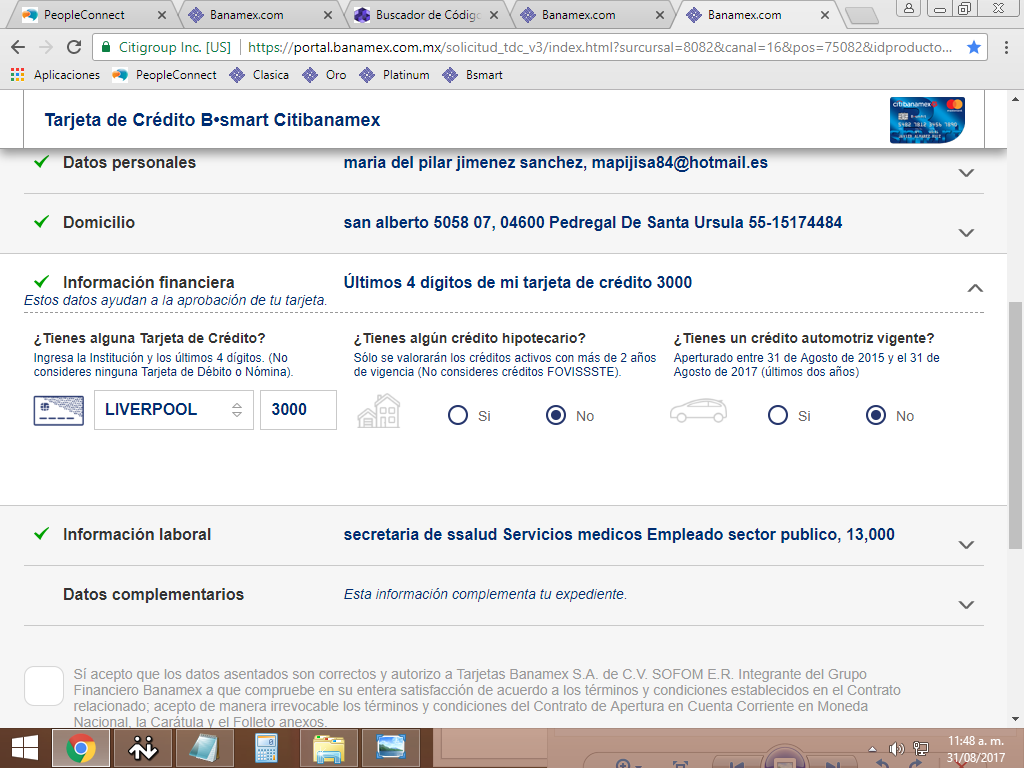 PeopleConnect
Banamex.com
Buscador de Códig
Banamex.com
Banamex.com
Citigroup Inc. [US]
https://portal.banamex.com.mx/solicitud_tdc_v3/index.html?surcursal=8082&canal=16&pos=75082&idproducto...
Aplicaciones PeopleConnect Clasica Oro Platinum Bsmart
Tarjeta de Crédito B•smart Citibanamex
citibanamex
Datos personales
maria del pilar jimenez sanchez, mapijisa84@hotmail.es
Domicilio
san alberto 5058 07, 04600 Pedregal De Santa Ursula 55-15174484
Información financiera
Últimos 4 dígitos de mi tarjeta de crédito 3000
Estos datos ayudan a la aprobación de tu tarjeta.
¿Tienes alguna Tarjeta de Crédito?
Ingresa la Institución y los últimos 4 dígitos. (No
consideres ninguna Tarjeta de Débito o Nómina).
LIVERPOOL
3000
¿Tienes algún crédito hipotecario?
Sólo se valorarán los créditos activos con más de 2 años
de vigencia (No consideres créditos FOVISSSTE).
Si
No
¿Tienes un crédito automotriz vigente?
Aperturado entre 31 de Agosto de 2015 y el 31 de
Agosto de 2017 (últimos dos años)
Si
No
Información laboral
secretaria de ssalud Servicios medicos Empleado sector publico, 13,000
Datos complementarios
Esta información complementa tu expediente.
Sí acepto que los datos asentados son correctos y autorizo a Tarjetas Banamex S.A. de C.V. SOFOM E.R. Integrante del Grupo
Financiero Banamex a que compruebe en su entera satisfacción de acuerdo a los términos y condiciones establecidos en el Contrato
relacionado; acepto de manera irrevocable los términos y condiciones del Contrato de Apertura en Cuenta Corriente en Moneda
Nacional, la Carátula y el Folleto anexos.
11:48 a. m.
31/08/2017